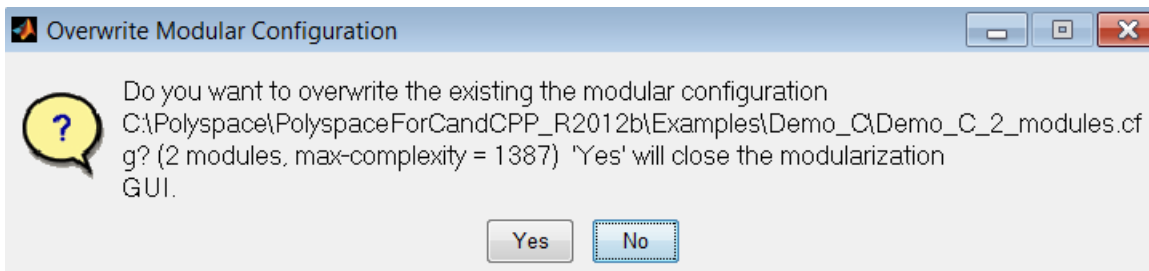 Overwrite Modular Configuration
Do you want to overwrite the existing the modular configuration
C:\Polyspace\PolyspaceForCandCPP_R2012b\Examples\Demo_C\Demo_C_2_modules.cf
g? (2 modules, max-complexity = 1387)  'Yes' will close the modularization
GUI.
?
Yes
No